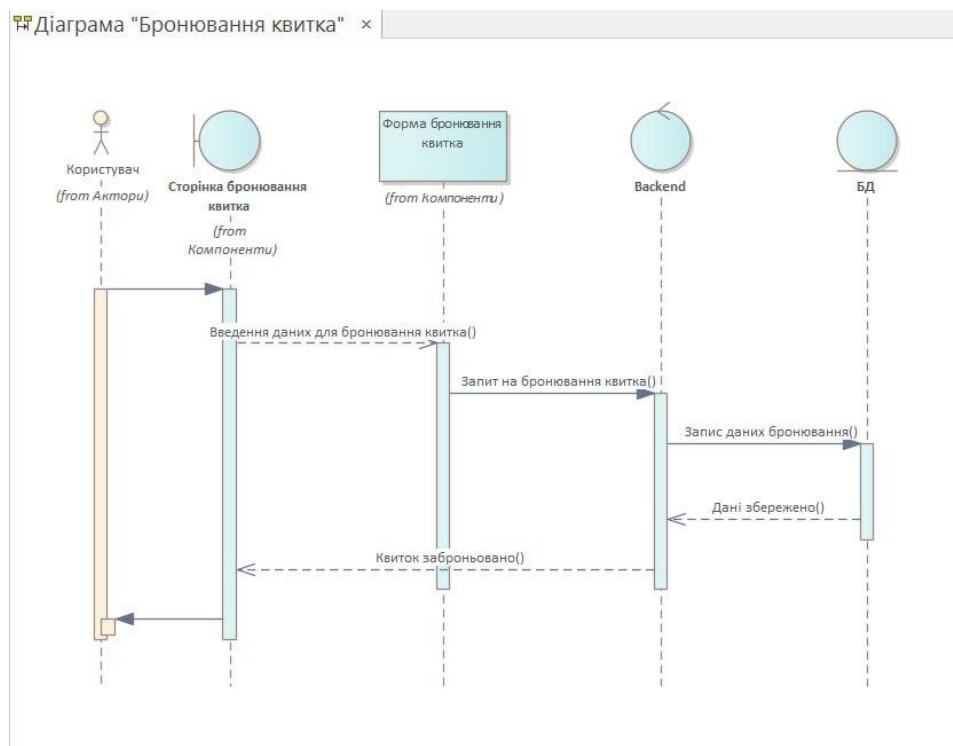 Діаграма "Бронювання квитка" ×
Користувач
(from Актори)
Сторінка бронювання
квитка
(from
Компоненти)
Форма бронювання
квитка
(from Компоненти)
Backend
БД
Введення даних для бронювання квитка()
Запит на бронювання квитка()
Запис даних бронювання()
Дані збережено()
Квиток заброньовано()